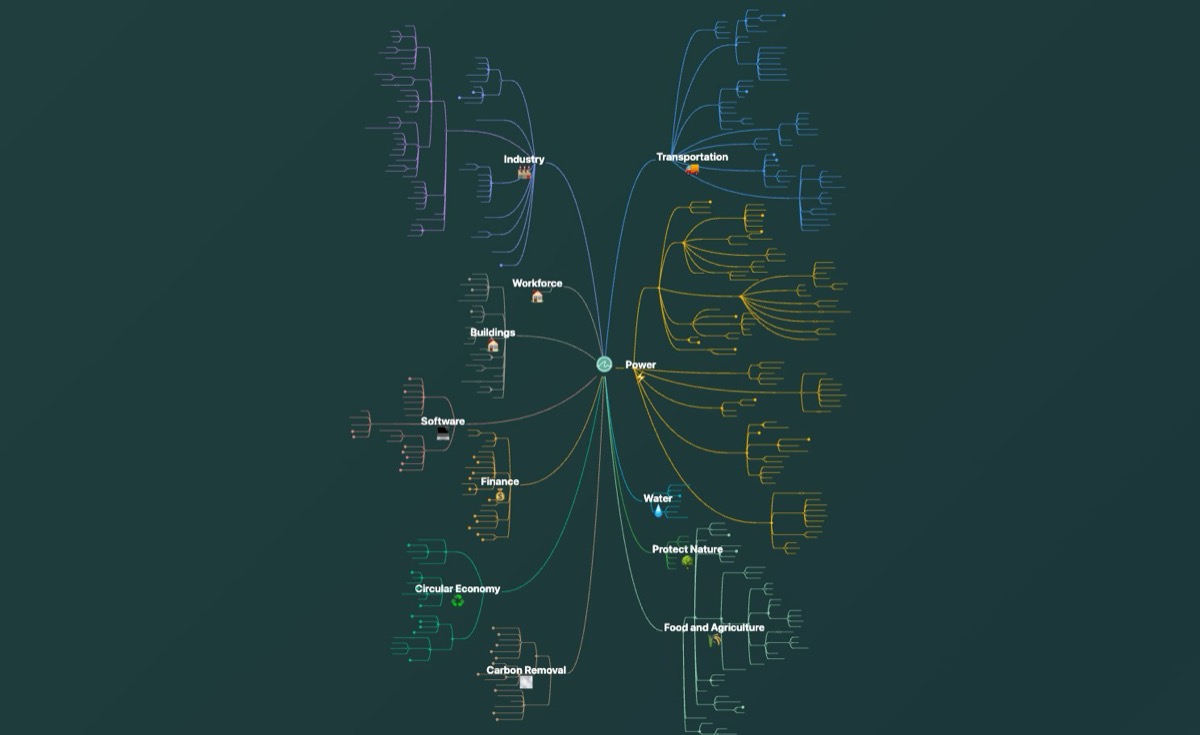 Industry
Transportation
Workforce
Buildings
Power
Software
Finance
Water
Protect Nature
Circular Economy
Food and Agriculture
Carbon Removal